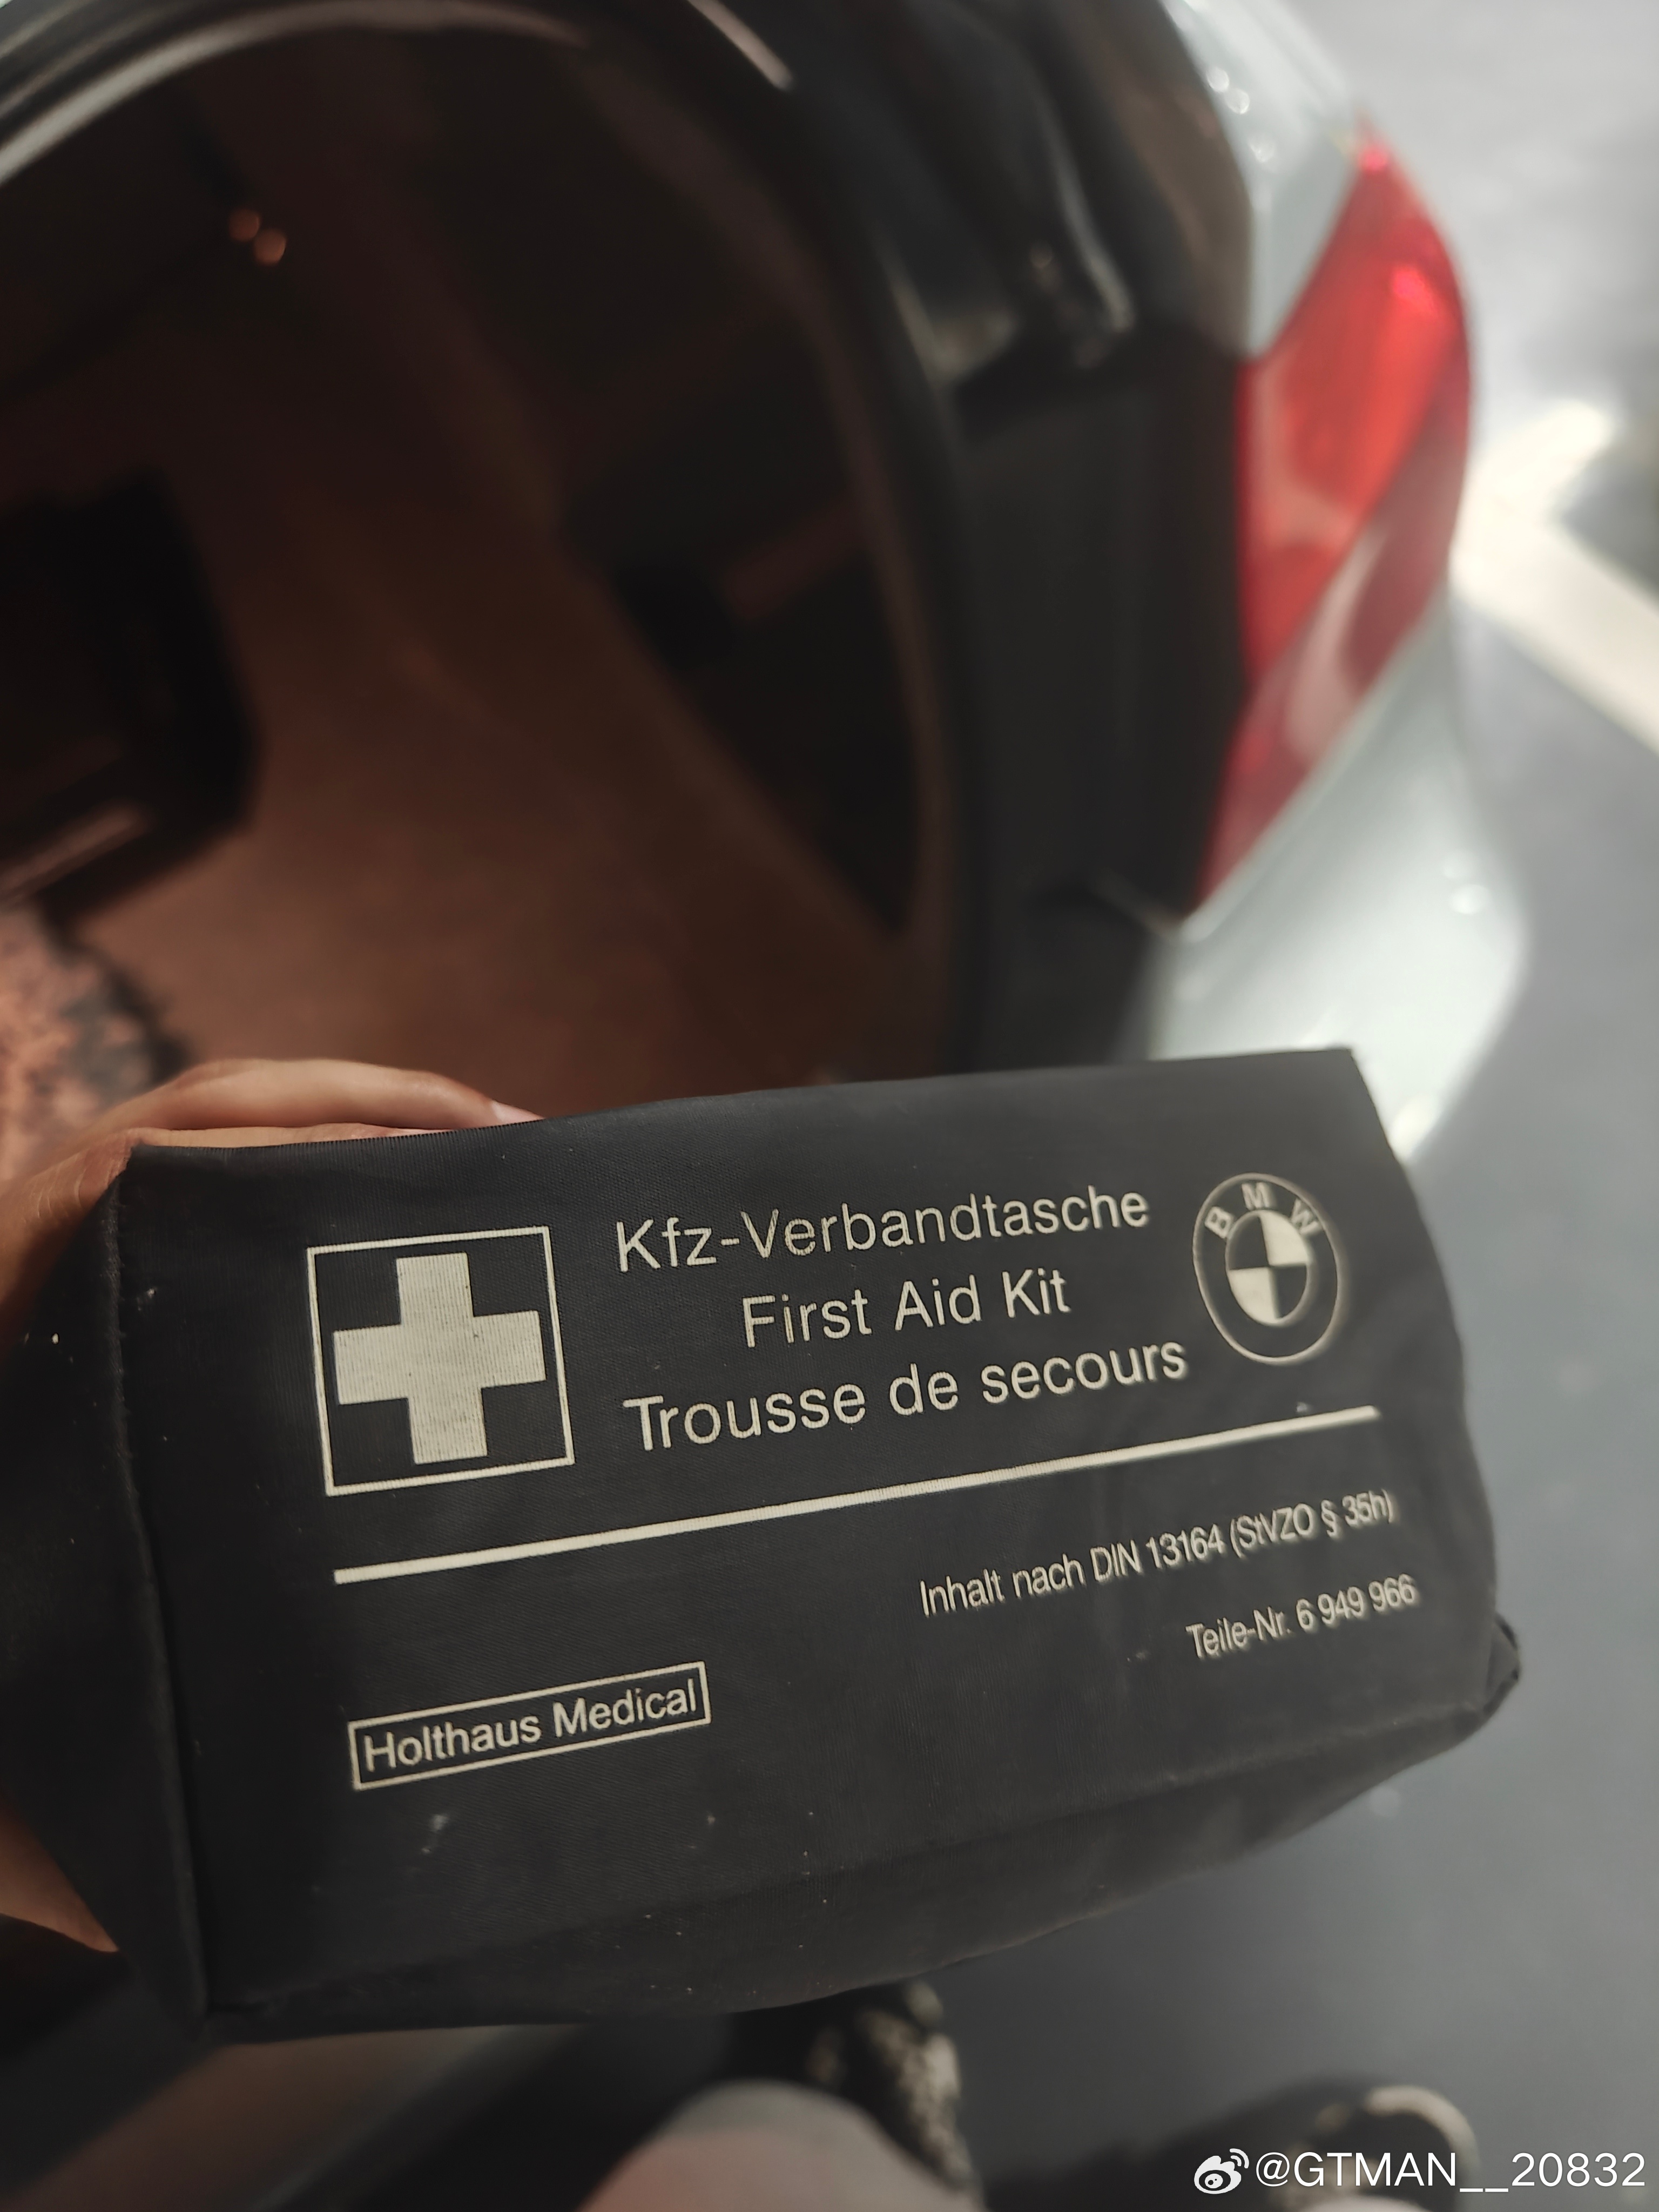 Kfz-Verbandtasche
First Aid Kit
Trousse de secours
BMW
Inhalt nach DIN 13164 (StVZO § 35h)
Teile-Nr. 6 949 966
Holthaus Medical
@GTMAN__20832